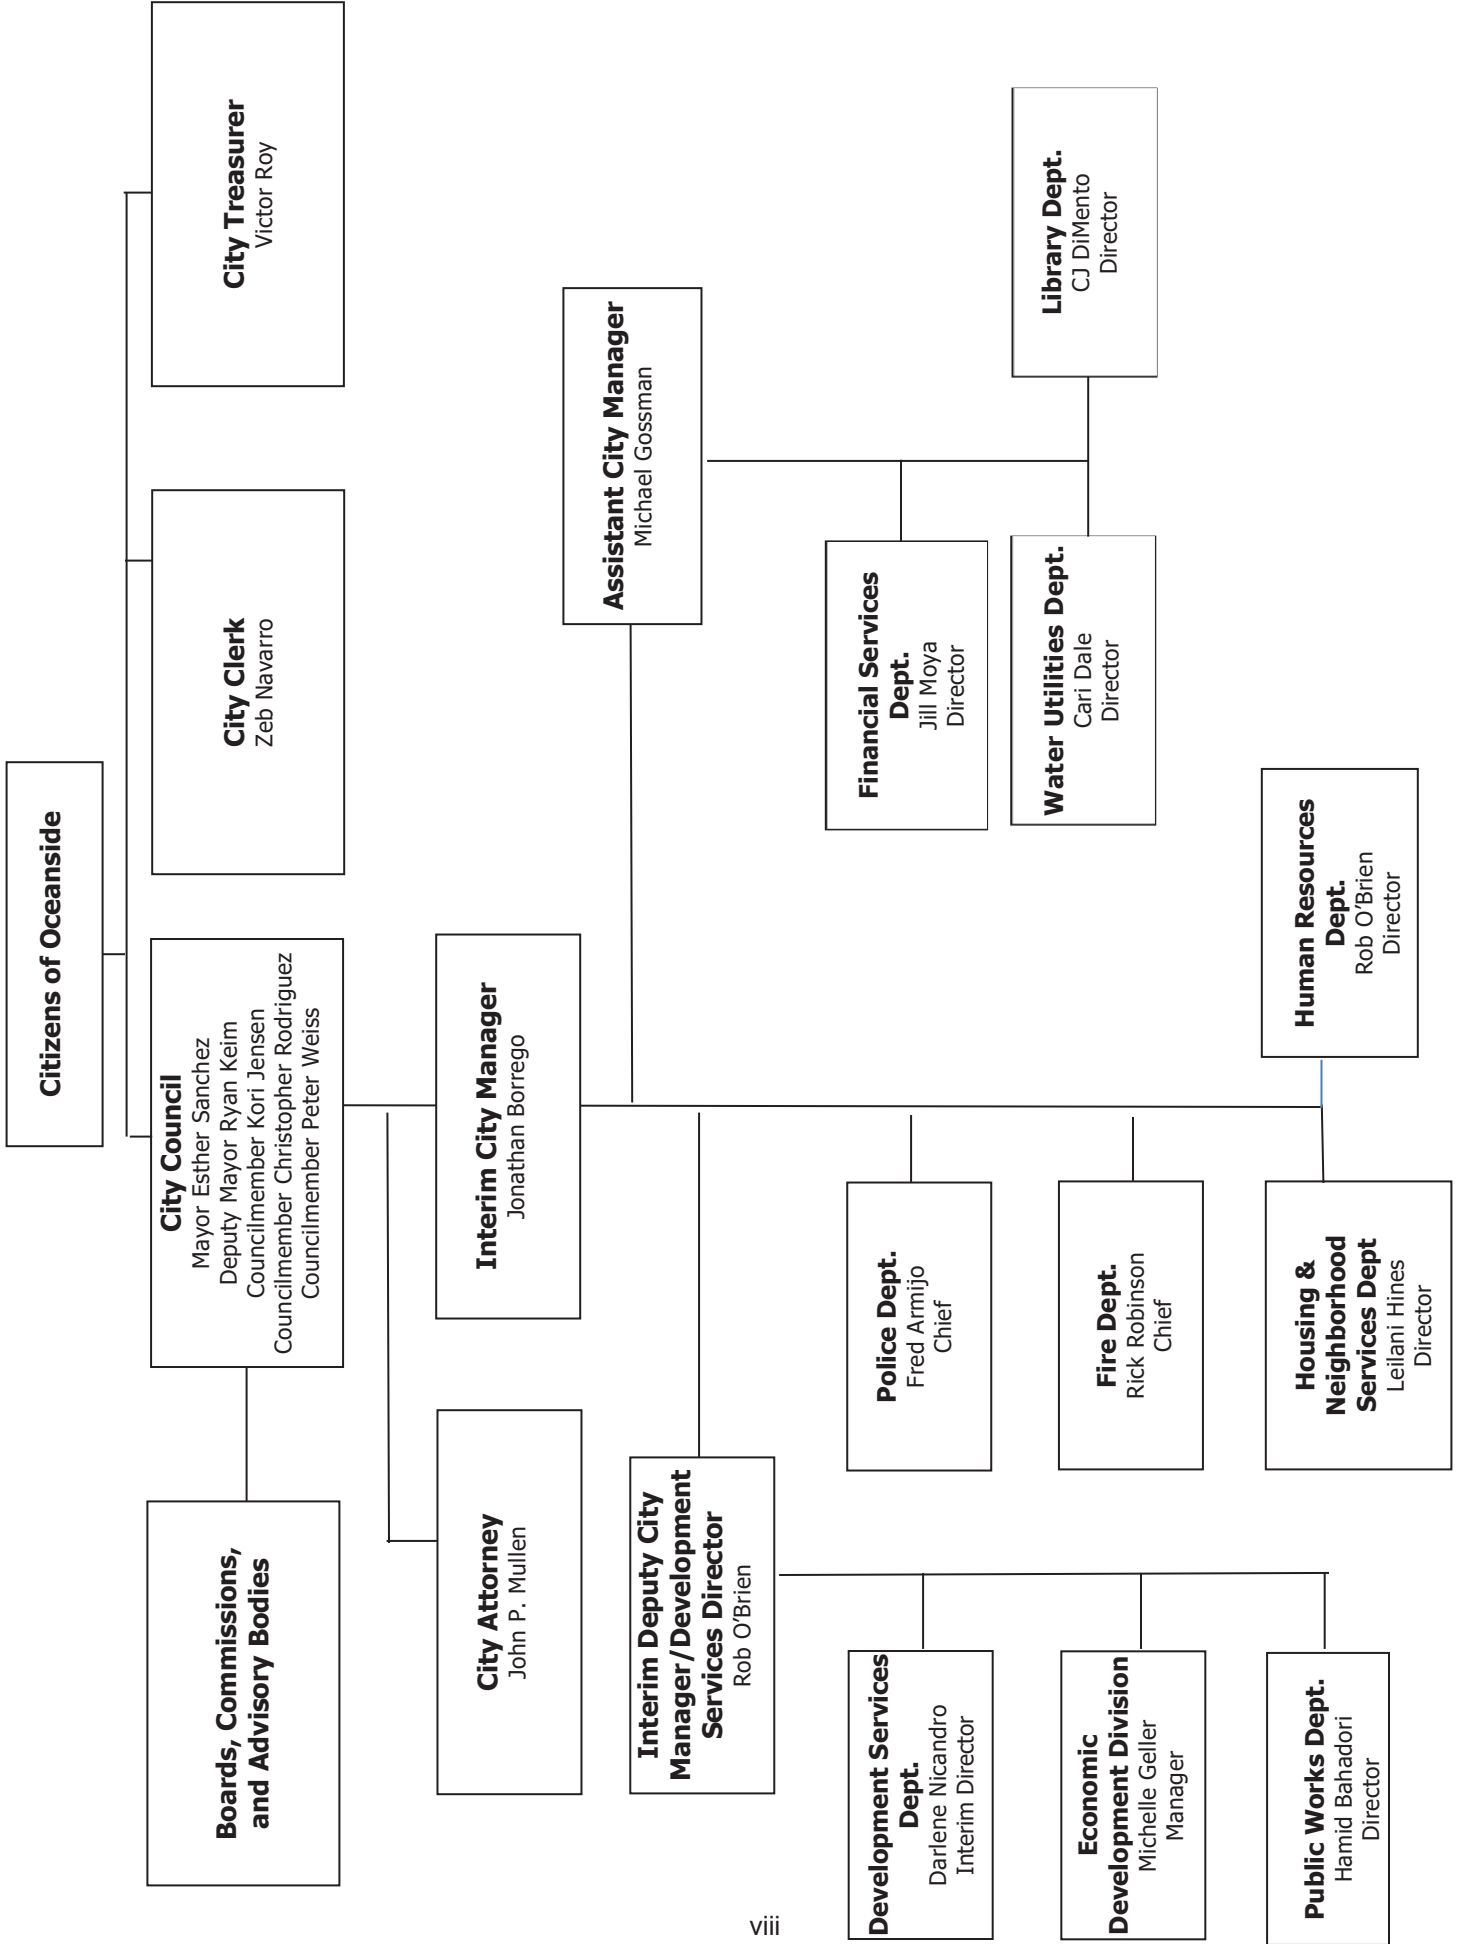 Citizens of Oceanside
Boards, Commissions,
and Advisory Bodies
City Council
Mayor Esther Sanchez
Deputy Mayor Ryan Keim
Councilmember Kori Jensen
Councilmember Christopher Rodriguez
Councilmember Peter Weiss
City Clerk
Zeb Navarro
City Treasurer
Victor Roy
City Attorney
John P. Mullen
Interim City Manager
Jonathan Borrego
Assistant City Manager
Michael Gossman
Interim Deputy City
Manager/Development
Services Director
Rob O'Brien
Development Services
Dept.
Darlene Nicandro
Interim Director
Police Dept.
Fred Armijo
Chief
Financial Services
Dept.
Jill Moya
Director
Economic
Development Division
Michelle Geller
Manager
Fire Dept.
Rick Robinson
Chief
Water Utilities Dept.
Cari Dale
Director
Library Dept.
CJ DiMento
Director
Public Works Dept.
Hamid Bahadori
Director
Housing &
Neighborhood
Services Dept
Leilani Hines
Director
Human Resources
Dept.
Rob O'Brien
Director
viii